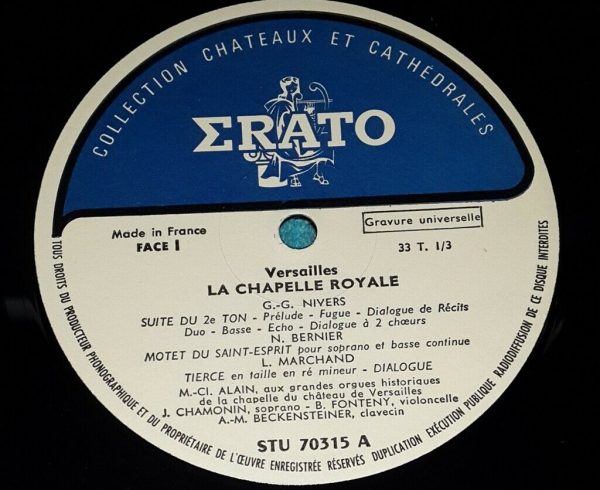 COLLECTION CHATEAUX ET CATHÉDRALES
ΣRATO
Made in France
FACE I
Gravure universelle
33 T. 1/3
Versailles
LA CHAPELLE ROYALE
G.-G. NIVERS
SUITE DU 2e TON - Prélude - Fugue - Dialogue de Récits
Duo - Basse - Echo - Dialogue à 2 chœurs
N. BERNIER
MOTET DU SAINT-ESPRIT pour soprano et basse continue
L. MARCHAND
TIERCE en taille en ré mineur - DIALOGUE
M.-Cl. ALAIN, aux grandes orgues historiques
de la chapelle du château de Versailles
J. CHAMONIN, soprano - B. FONTENY, violoncelle
A.-M. BECKENSTEINER, clavecin
STU 70315 A
TOUS DROITS DU PRODUCTEUR PHONOGRAPHIQUE ET DU PROPRIÉTAIRE DE L'ŒUVRE ENREGISTRÉE RÉSERVÉS DUPLICATION EXÉCUTION PUBLIQUE RADIODIFFUSION DE CE DISQUE INTERDITES